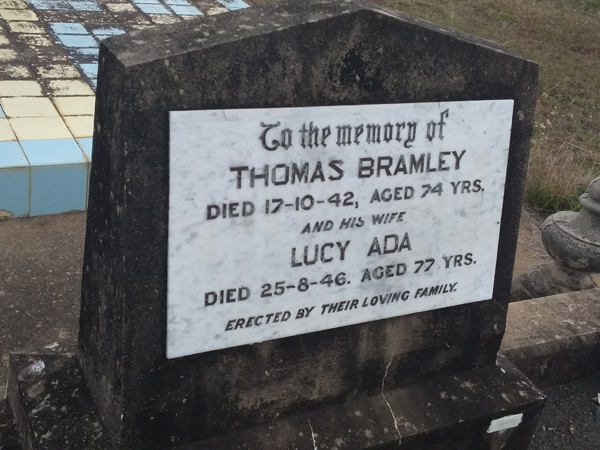 To the memory of
THOMAS BRAMLEY
DIED 17-10-42, AGED 74 YRS.
AND HIS WIFE
LUCY ADA
DIED 25-8-46. AGED 77 YRS.
ERECTED BY THEIR LOVING FAMILY.